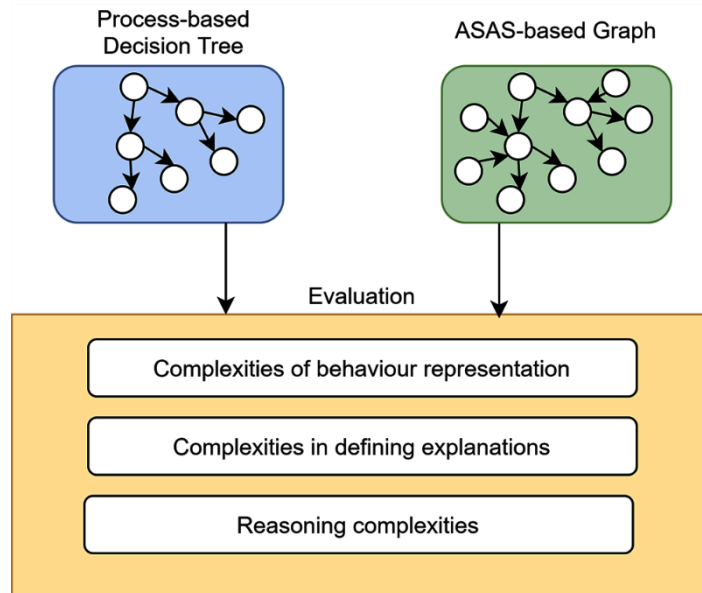 Process-based
Decision Tree
ASAS-based Graph
Evaluation
Complexities of behaviour representation
Complexities in defining explanations
Reasoning complexities